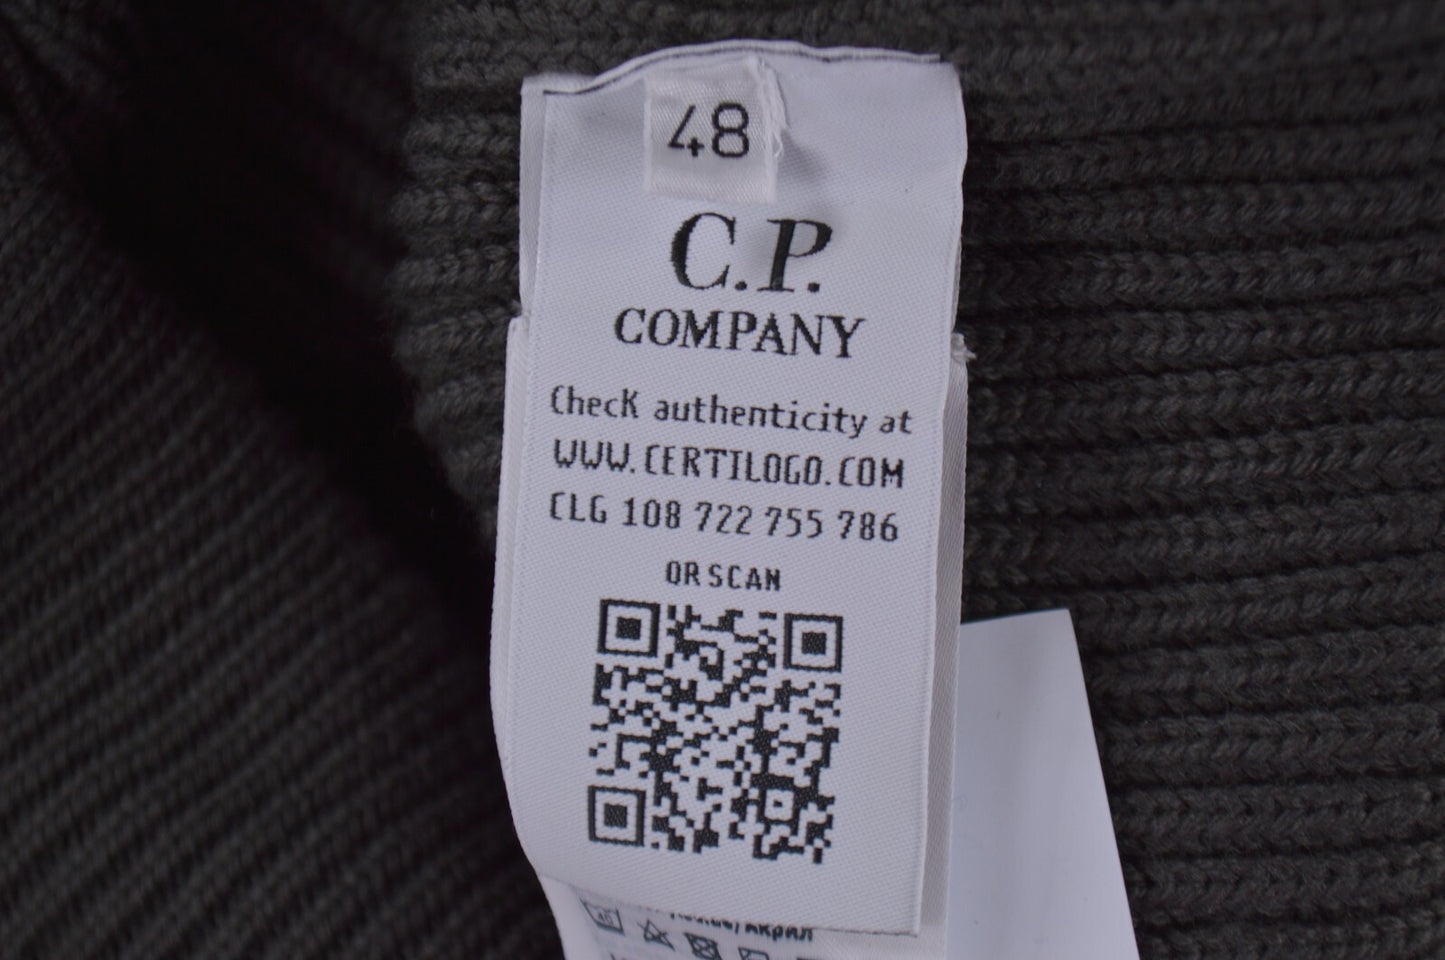 48
C.P.
COMPANY
Check authenticity at
WWW.CERTILOGO.COM
CLG 108 722 755 786
OR SCAN